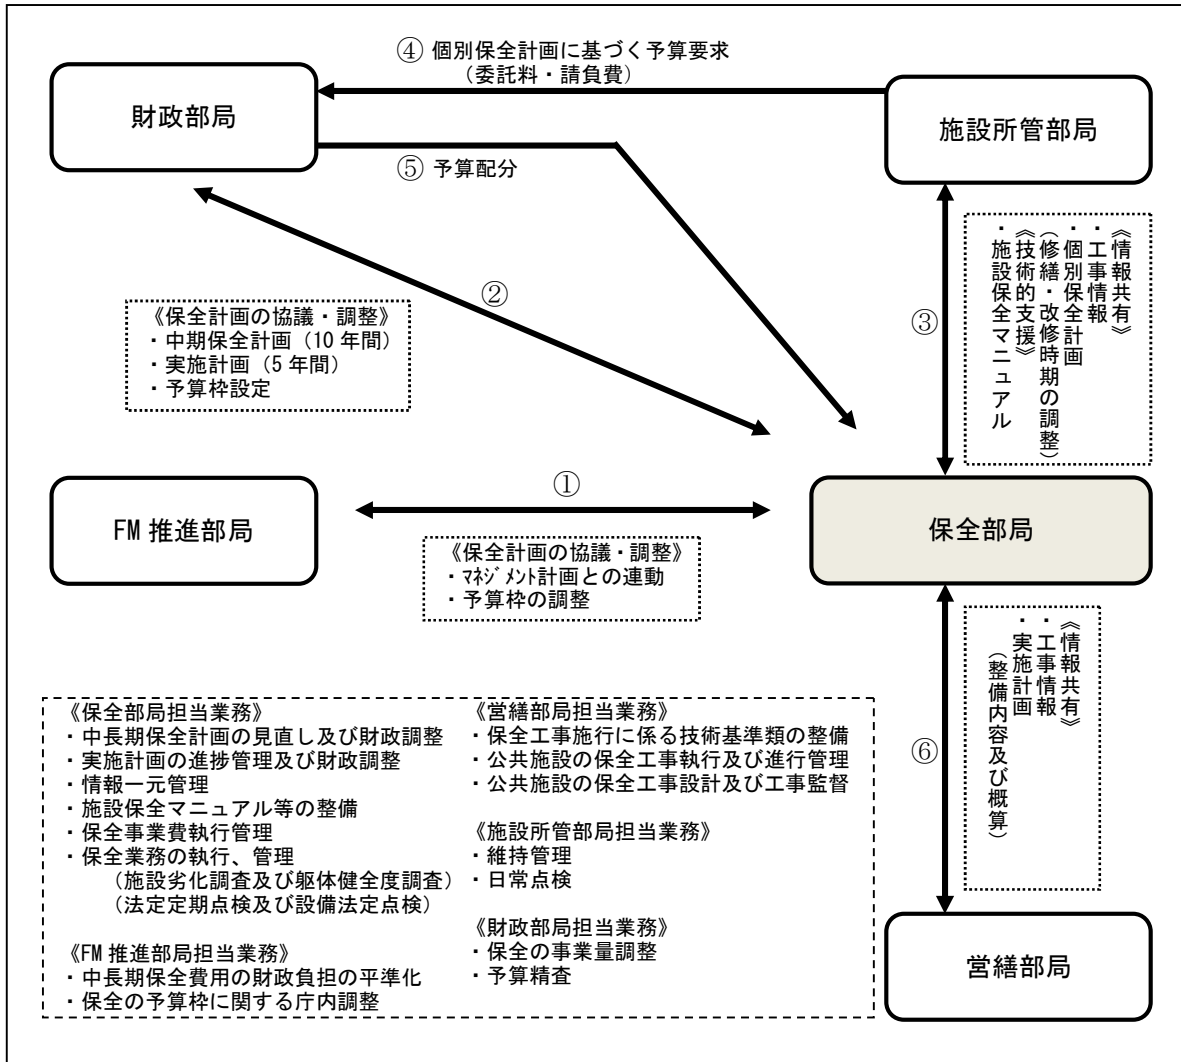 ④ 個別保全計画に基づく予算要求
（委託料・請負費）
財政部局
施設所管部局
⑤ 予算配分
②
《保全計画の協議・調整》
・中期保全計画（10年間）
・実施計画（5年間）
・予算枠設定
③
《情報共有》
・工事情報
・個別保全計画
（修繕・改修時期の調整）
《技術的支援》
・施設保全マニュアル
①
FM推進部局
保全部局
《保全計画の協議・調整》
・ﾏﾈｼﾞﾒﾝﾄ計画との連動
・予算枠の調整
⑥
《情報共有》
・工事情報
・実施計画
（整備内容及び概算）
営繕部局
《保全部局担当業務》
・中長期保全計画の見直し及び財政調整
・実施計画の進捗管理及び財政調整
・情報一元管理
・施設保全マニュアル等の整備
・保全事業費執行管理
・保全業務の執行、管理
（施設劣化調査及び躯体健全度調査）
（法定定期点検及び設備法定点検）
《FM推進部局担当業務》
・中長期保全費用の財政負担の平準化
・保全の予算枠に関する庁内調整
《営繕部局担当業務》
・保全工事施行に係る技術基準類の整備
・公共施設の保全工事執行及び進行管理
・公共施設の保全工事設計及び工事監督
《施設所管部局担当業務》
・維持管理
・日常点検
《財政部局担当業務》
・保全の事業量調整
・予算精査